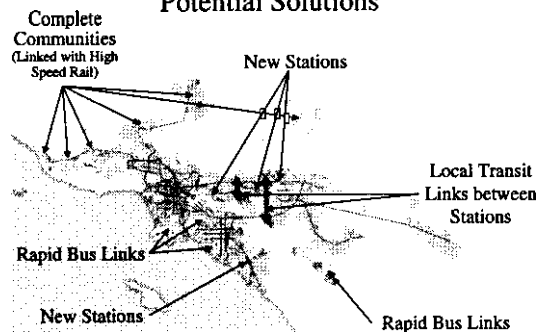 Potential Solutions
Complete
Communities
(Linked with High
Speed Rail)
New Stations
Local Transit
Links between
Stations
Rapid Bus Links
New Stations
Rapid Bus Links